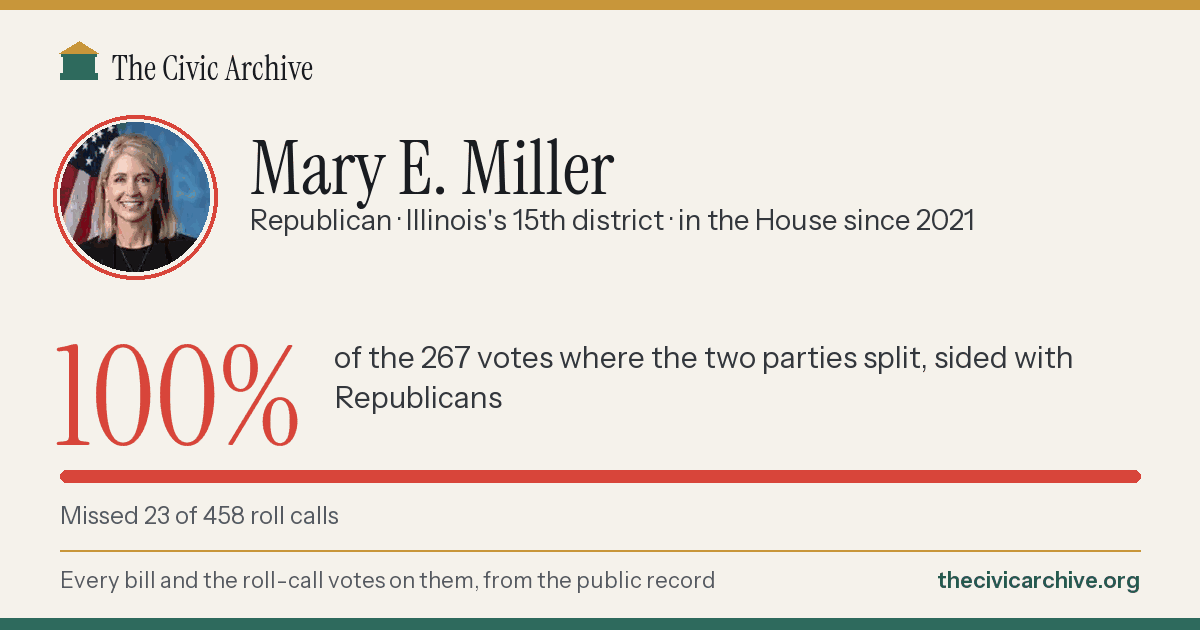 The Civic Archive
Mary E. Miller
Republican · Illinois's 15th district · in the House since 2021
100%
of the 267 votes where the two parties split, sided with
Republicans
Missed 23 of 458 roll calls
Every bill and the roll-call votes on them, from the public record
thecivicarchive.org